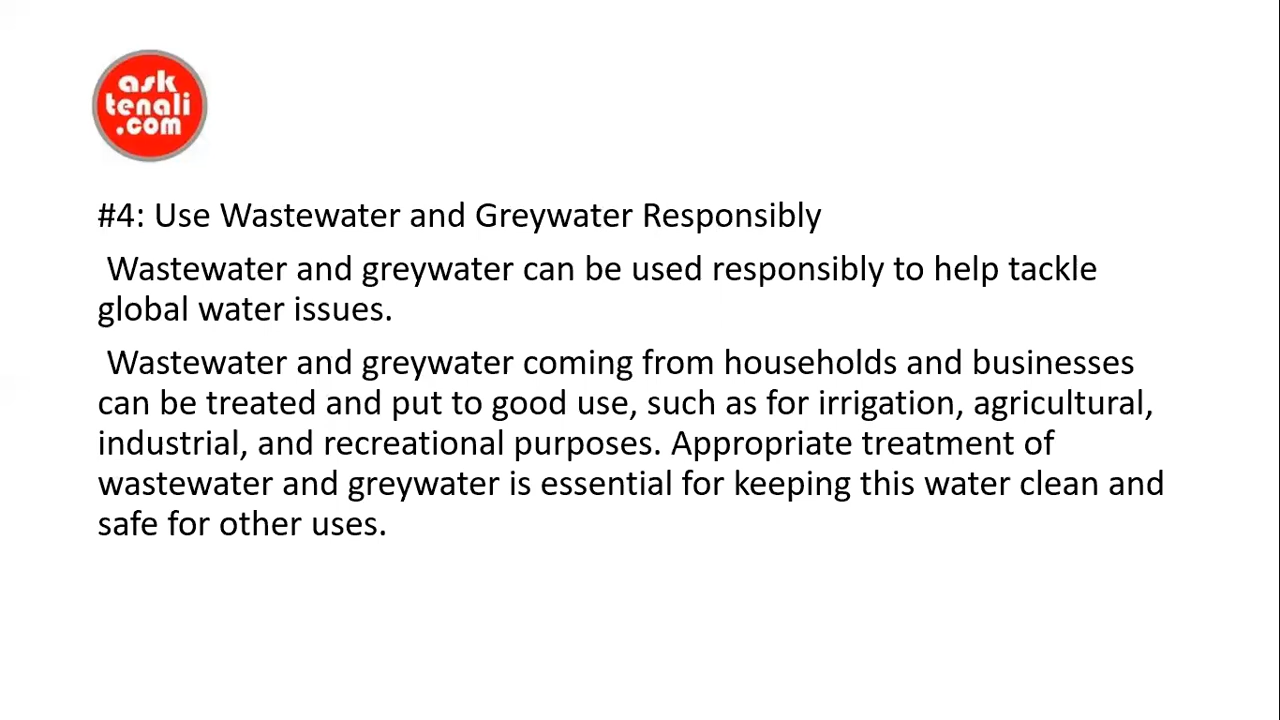 ask
tenali
.com
#4: Use Wastewater and Greywater Responsibly
Wastewater and greywater can be used responsibly to help tackle
global water issues.
Wastewater and greywater coming from households and businesses
can be treated and put to good use, such as for irrigation, agricultural,
industrial, and recreational purposes. Appropriate treatment of
wastewater and greywater is essential for keeping this water clean and
safe for other uses.